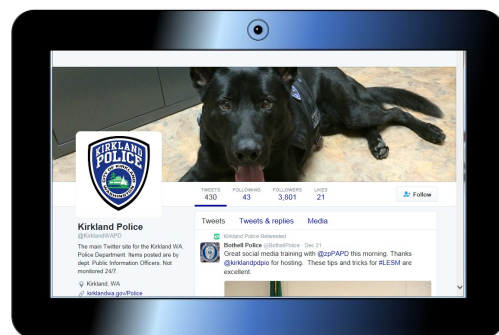 KIRKLAND
POLICE
TWEETS
430
FOLLOWING
43
FOLLOWERS
3,801
LIKES
21
Follow
Kirkland Police
@KirklandWAPD
The main Twitter site for the Kirkland WA.
Police Department. Items posted are by
dept. Public Information Officers. Not
monitored 24/7
Kirkland, WA
kirklandwa.gov/Police
Tweets Tweets & replies Media
Kirkland Police Retweeted
Bothell Police @BothellPolice · Dec 21
Great social media training with @zpPAPD this morning. Thanks
@kirklandpdpio for hosting. These tips and tricks for #LESM are
excellent.